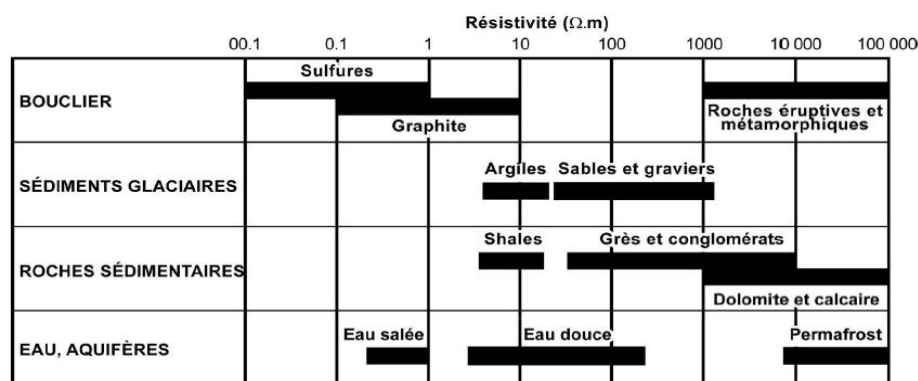 Résistivité (Ω.m)
00.1 0.1 1 10 100 1000 10 000 100 000
BOUCLIER
Sulfures
Graphite
Roches éruptives et
métamorphiques
SÉDIMENTS GLACIAIRES
Argiles Sables et graviers
ROCHES SÉDIMENTAIRES
Shales Grès et conglomérats
Dolomite et calcaire
EAU, AQUIFÈRES
Eau salée Eau douce Permafrost